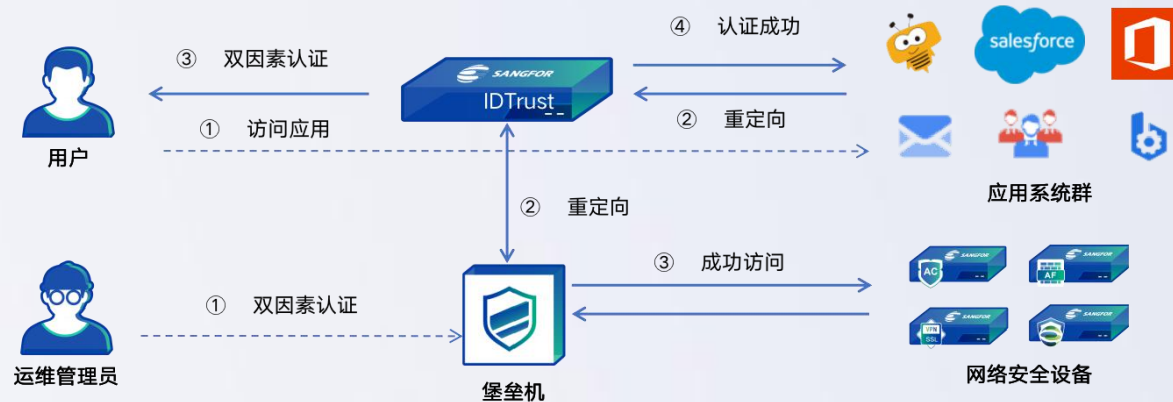 ④ 认证成功
③ 双因素认证
SANGFOR
salesforce
IDTrust
① 访问应用
② 重定向
用户
应用系统群
② 重定向
③ 成功访问
SANGFOR
AC
SANGFOR
AF
① 双因素认证
SANGFOR
VPN
SSL
SANGFOR
运维管理员
堡垒机
网络安全设备